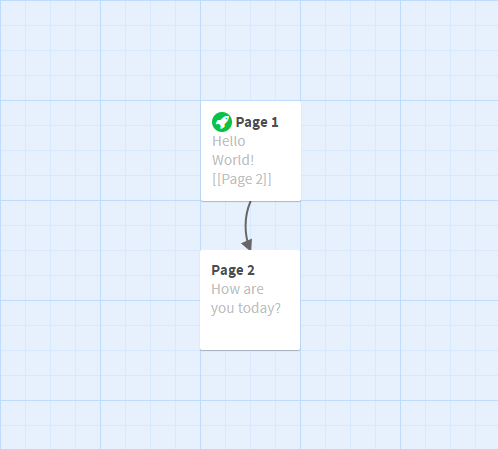 Page 1
Hello
World!
[[Page 2]]
Page 2
How are
you today?